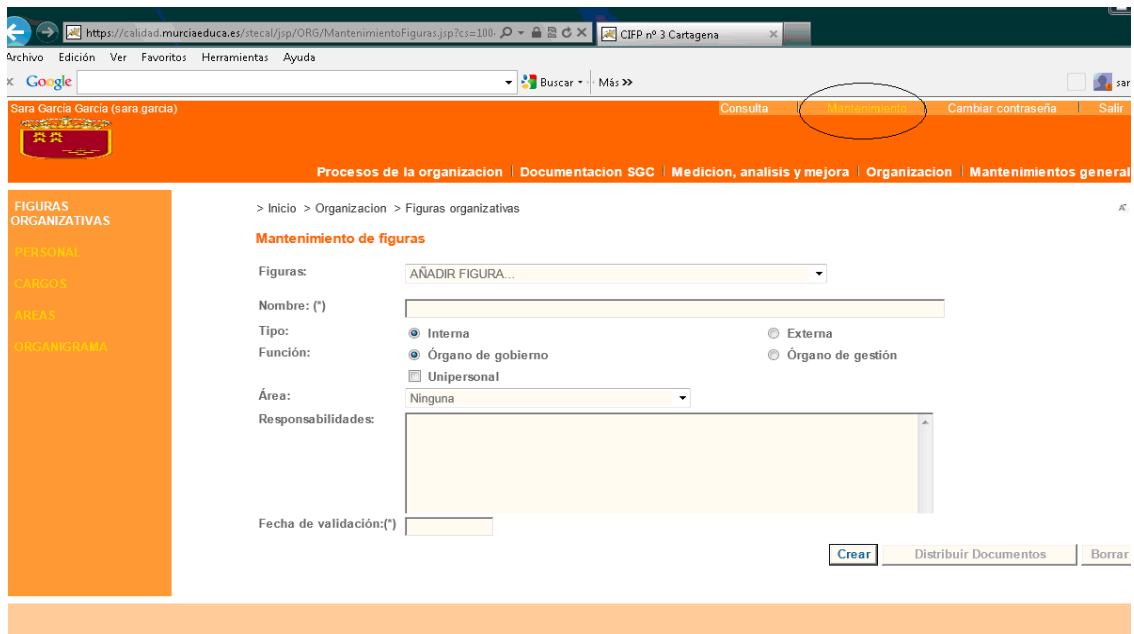 https://calidad.murciaeduca.es/stecal/jsp/ORG/MantenimientoFiguras.jsp?cs=100- CIFP nº 3 Cartagena
Archivo Edición Ver Favoritos Herramientas Ayuda
x Google Buscar Más >> sar
Sara García García (sara.garcia) Consulta | Mantenimiento Cambiar contraseña | Salir
Procesos de la organizacion | Documentacion SGC | Medicion, analisis y mejora | Organizacion | Mantenimientos general
FIGURAS
ORGANIZATIVAS
PERSONAL
CARGOS
AREAS
ORGANIGRAMA
> Inicio > Organizacion > Figuras organizativas
Mantenimiento de figuras
Figuras: AÑADIR FIGURA...
Nombre: (*)
Tipo: Interna Externa
Función: Órgano de gobierno Órgano de gestión
Unipersonal
Área: Ninguna
Responsabilidades:
Fecha de validación:(*)
Crear Distribuir Documentos Borrar